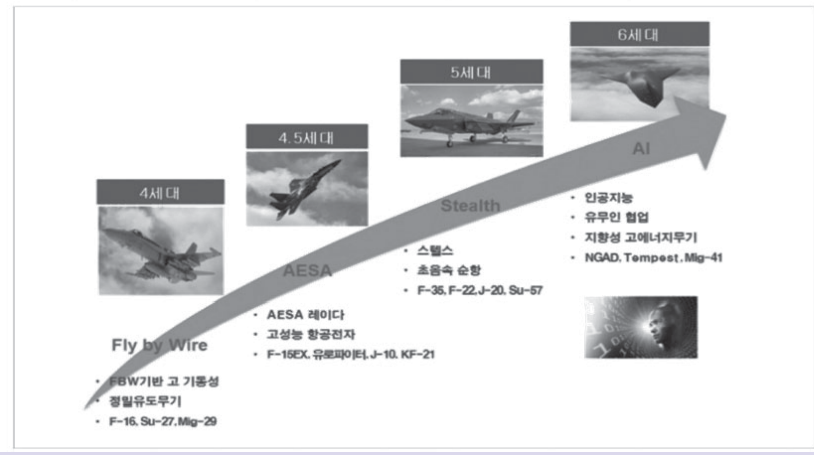 4세대
Fly by Wire
• FBW기반 고 기동성
• 정밀유도무기
• F-16, Su-27, Mig-29
4.5세대
AESA
• AESA 레이다
• 고성능 항공전자
• F-15EX, 유로파이터, J-10, KF-21
5세대
Stealth
• 스텔스
• 초음속 순항
• F-35, F-22, J-20, Su-57
6세대
AI
• 인공지능
• 유무인 협업
• 지향성 고에너지무기
• NGAD, Tempest, Mig-41